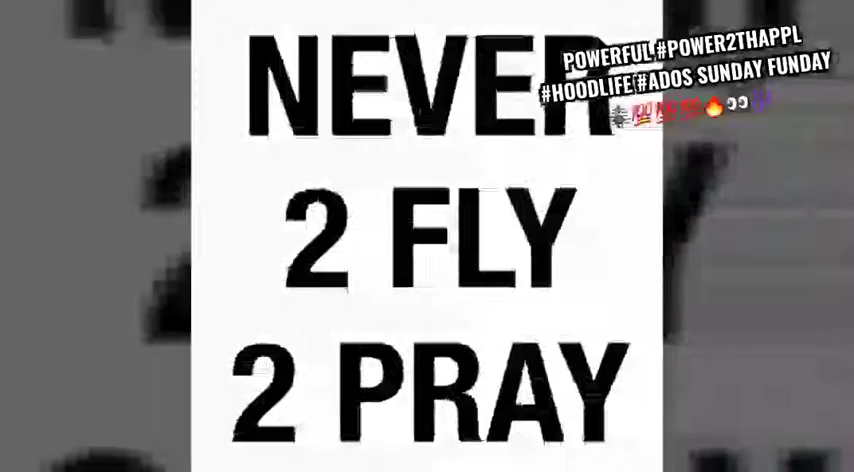 NEVER
2 FLY
2 PRAY
POWERFUL #POWER2THAPPL
#HOODLIFE #ADOS SUNDAY FUNDAY
💯💯💯🔥👀